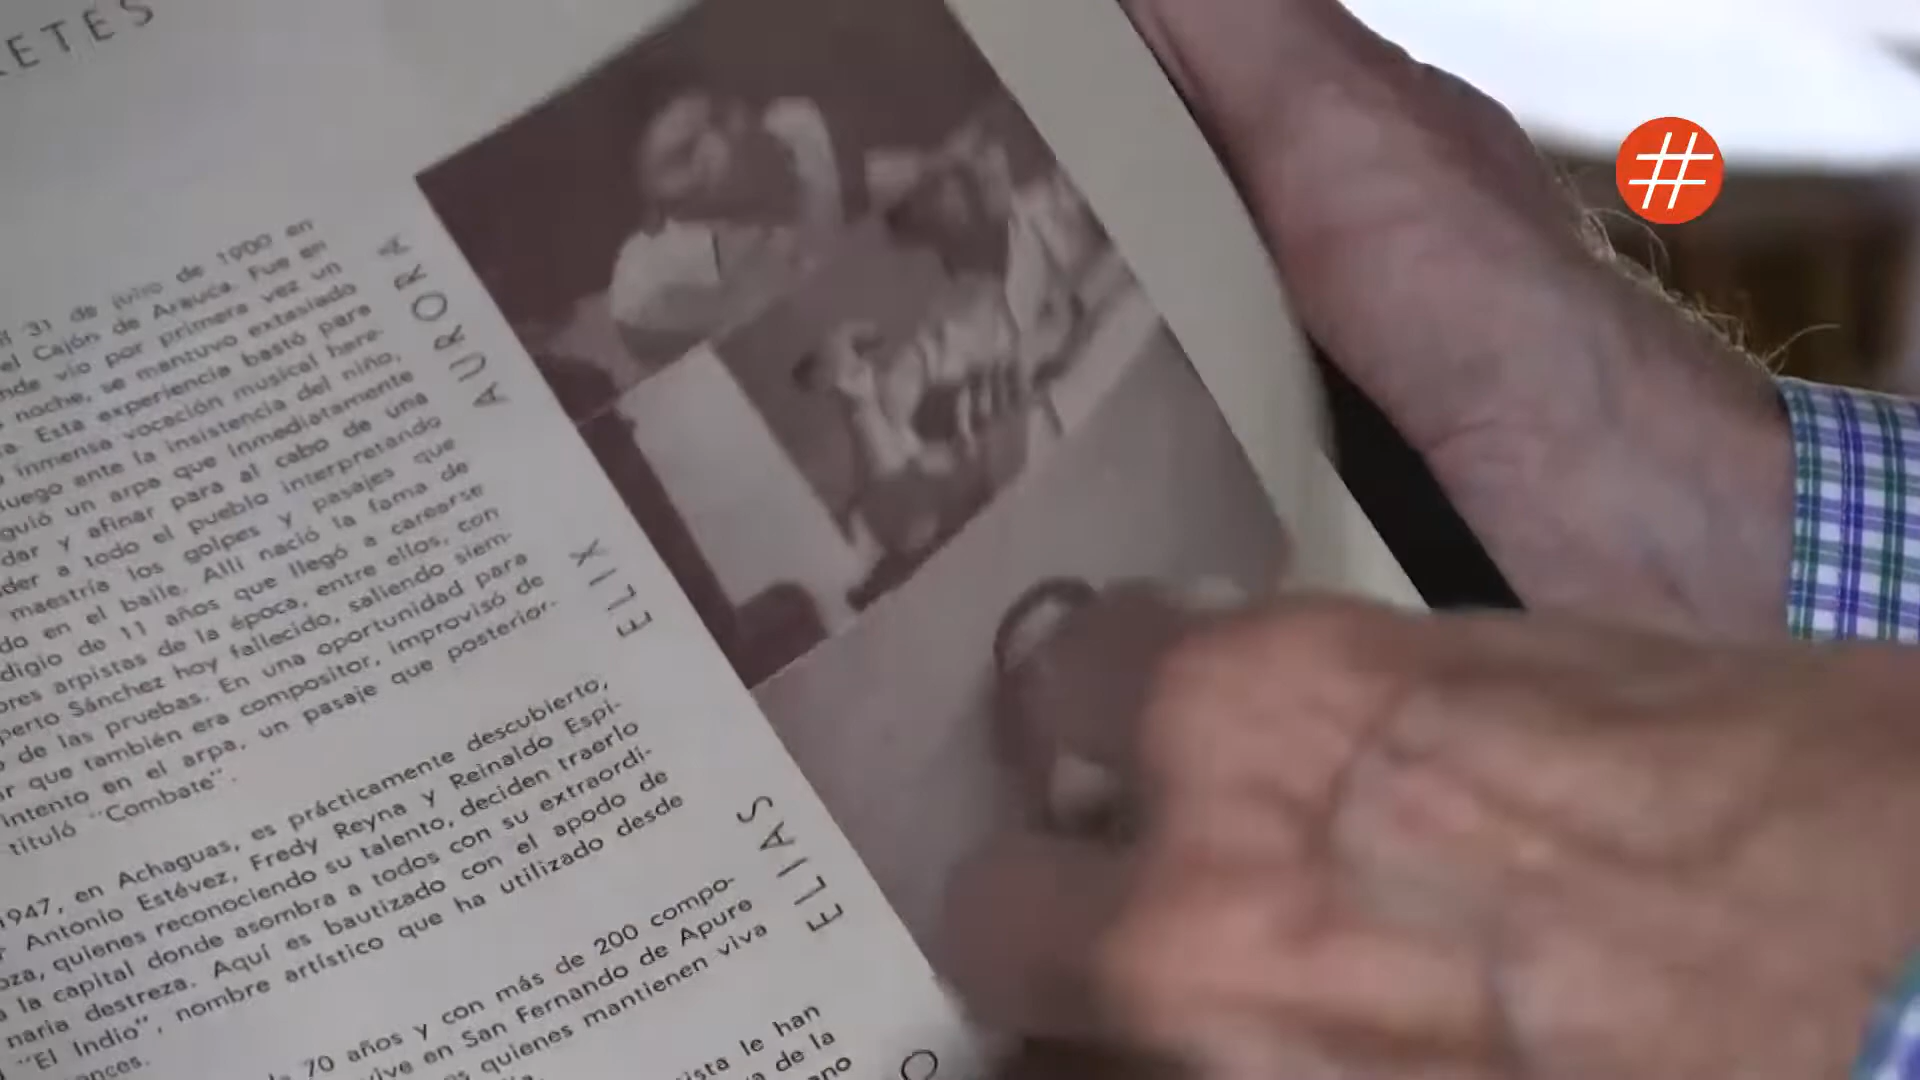 RETES
31 de julio de 1900 en
el Cajón de Arauca. Fue en
vio por primera vez un
noche, se mantuvo extasiado
Esta experiencia bastó para
inmensa vocación musical here-
luego ante la insistencia del niño,
guió un arpa que inmediatamente
dar y afinar para al cabo de una
der a todo el pueblo interpretando
maestría los golpes y pasajes que
do en el baile. Allí nació la fama de
digio de 11 años que llegó a carearse
ores arpistas de la época, entre ellos, con
perto Sánchez hoy fallecido, saliendo siem-
de las pruebas. En una oportunidad para
r que también era compositor, improvisó de
intento en el arpa, un pasaje que posterior-
tituló "Combate".
1947, en Achaguas, es prácticamente descubierto,
Antonio Estévez, Fredy Reyna y Reinaldo Espi-
oza, quienes reconociendo su talento, deciden traerlo
a la capital donde asombra a todos con su extraordi-
naria destreza. Aquí es bautizado con el apodo de
"El Indio", nombre artístico que ha utilizado desde
onces.
70 años y con más de 200 compo-
vive en San Fernando de Apure
quienes mantienen viva
ista le han
de la
ano
AURORA
ELIX
ELIAS
O
#